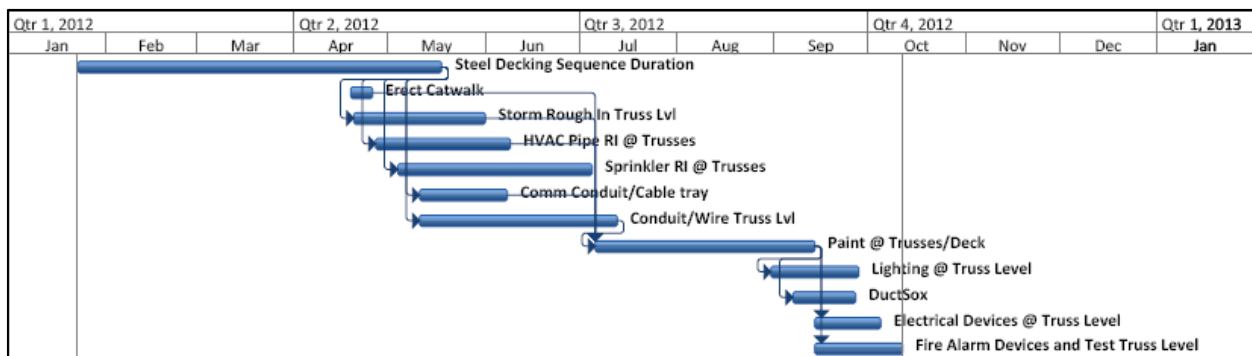 Qtr 1, 2012 Qtr 2, 2012 Qtr 3, 2012 Qtr 4, 2012 Qtr 1, 2013
Jan Feb Mar Apr May Jun Jul Aug Sep Oct Nov Dec Jan
Steel Decking Sequence Duration
Erect Catwalk
Storm Rough In Truss Lvl
HVAC Pipe RI @ Trusses
Sprinkler RI @ Trusses
Comm Conduit/Cable tray
Conduit/Wire Truss Lvl
Paint @ Trusses/Deck
Lighting @ Truss Level
DuctSox
Electrical Devices @ Truss Level
Fire Alarm Devices and Test Truss Level